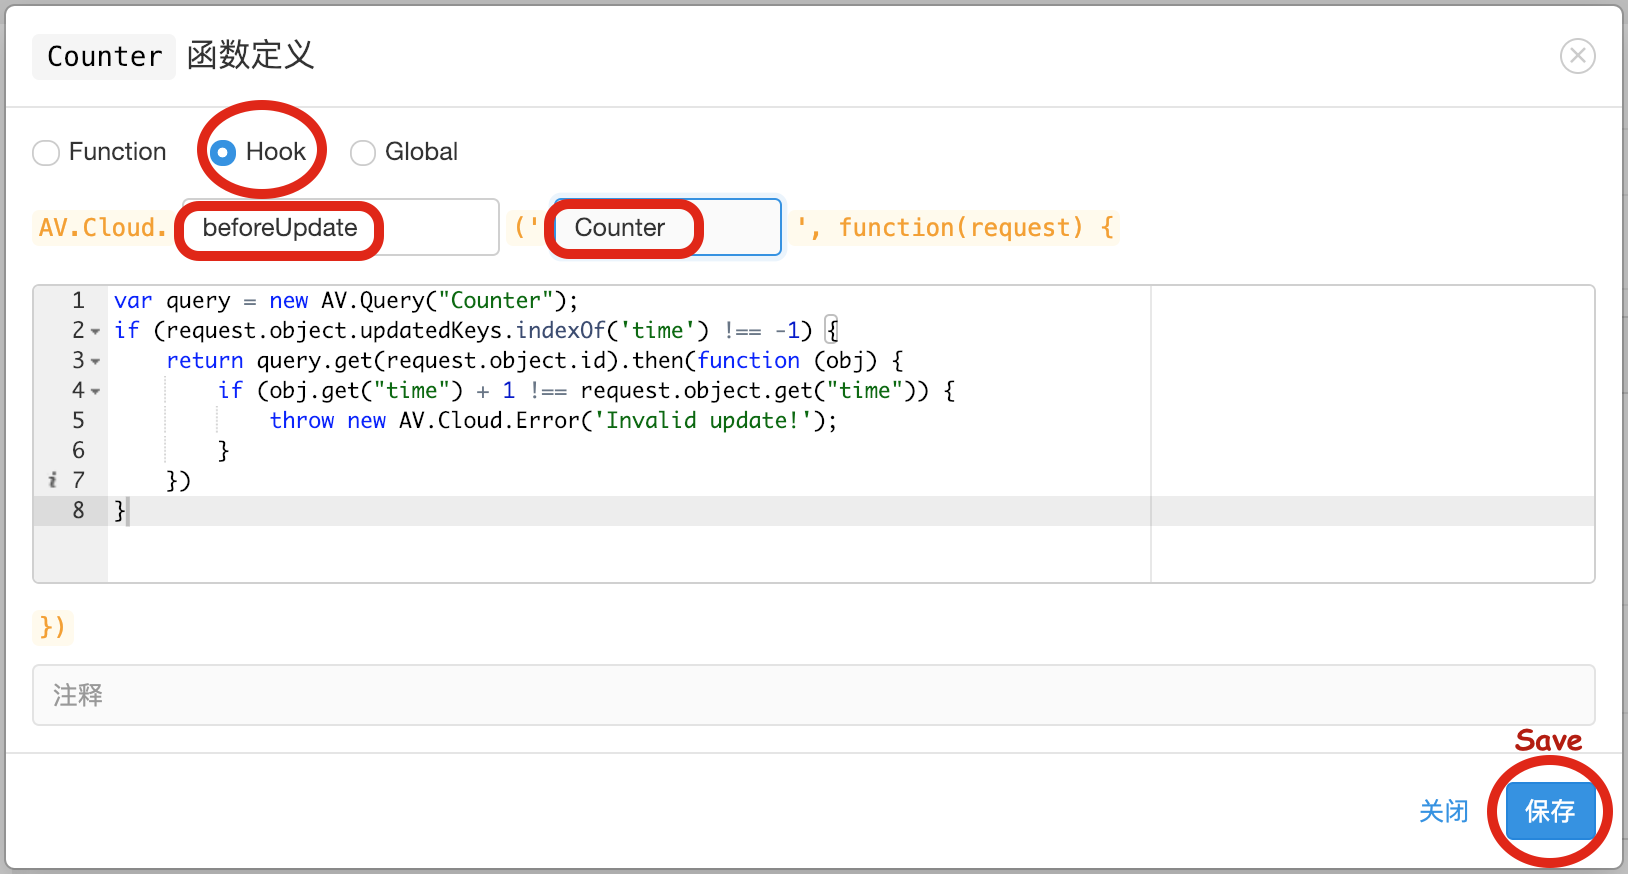 Counter 函数定义
Function Hook Global
AV.Cloud. beforeUpdate (' Counter ', function(request) {
1 var query = new AV.Query("Counter");
2 if (request.object.updatedKeys.indexOf('time') !== -1) {
3     return query.get(request.object.id).then(function (obj) {
4         if (obj.get("time") + 1 !== request.object.get("time")) {
5             throw new AV.Cloud.Error('Invalid update!');
6         }
i 7     })
8 }
})
注释
Save
关闭 保存